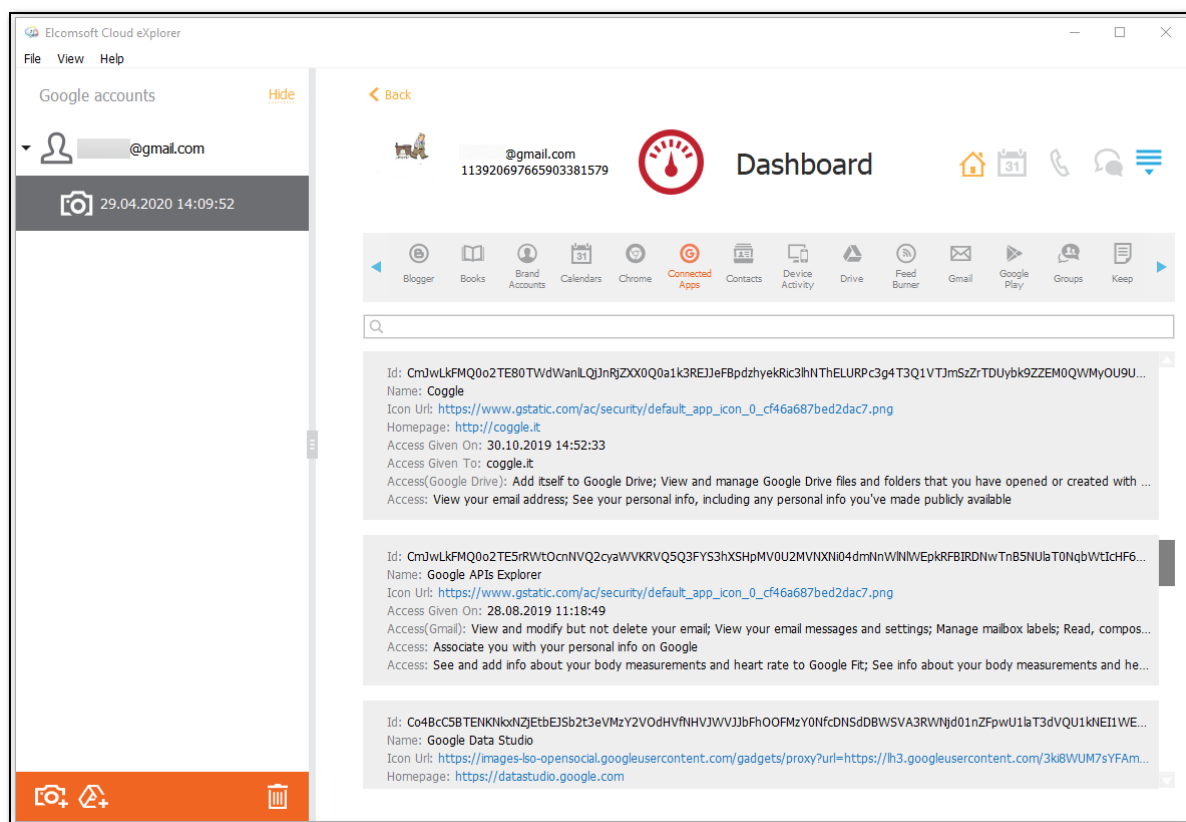 Elcomsoft Cloud eXplorer
File View Help
Google accounts Hide
@gmail.com
29.04.2020 14:09:52
Back
@gmail.com
113920697665903381579
Dashboard
31
Blogger Books Brand Accounts Calendars Chrome Connected Apps Contacts Device Activity Drive Feed Burner Gmail Google Play Groups Keep
Name: Coggle
Icon Url: https://www.gstatic.com/ac/security/default_app_icon_0_cf46a687bed2dac7.png
Homepage: http://coggle.it
Access Given On: 30.10.2019 14:52:33
Access Given To: coggle.it
Access(Google Drive): Add itself to Google Drive; View and manage Google Drive files and folders that you have opened or created with ...
Access: View your email address; See your personal info, including any personal info you've made publicly available
Name: Google APIs Explorer
Icon Url: https://www.gstatic.com/ac/security/default_app_icon_0_cf46a687bed2dac7.png
Access Given On: 28.08.2019 11:18:49
Access(Gmail): View and modify but not delete your email; View your email messages and settings; Manage mailbox labels; Read, compos...
Access: Associate you with your personal info on Google
Access: See and add info about your body measurements and heart rate to Google Fit; See info about your body measurements and he...
Name: Google Data Studio
Icon Url: https://images-lso-opensocial.googleusercontent.com/gadgets/proxy?url=https://lh3.googleusercontent.com/3ki8WUM7sYFAm...
Homepage: https://datastudio.google.com